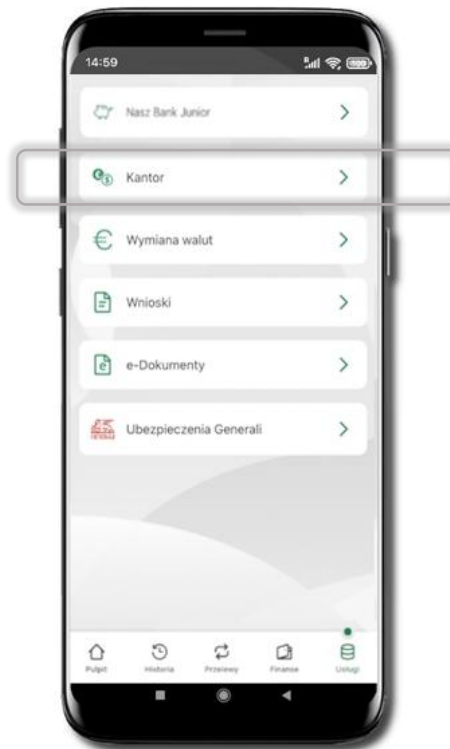 14:59
Nasz Bank Junior
Kantor
Wymiana walut
Wnioski
e-Dokumenty
Ubezpieczenia Generali
Pulpit Historia Przelewy Finanse Usługi